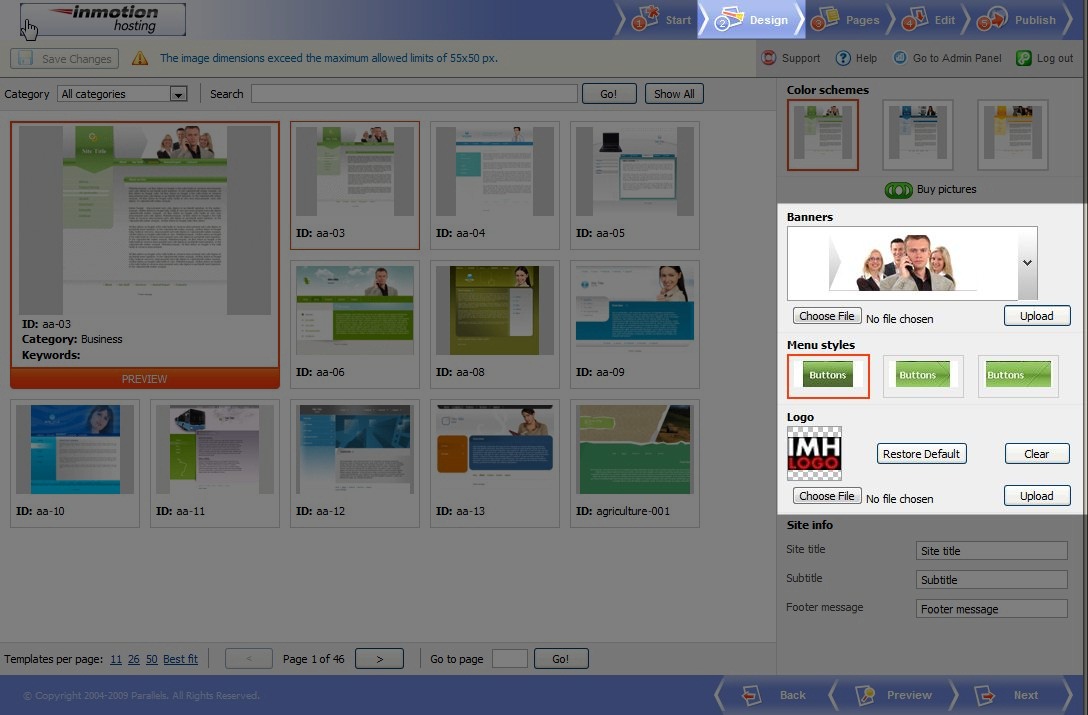 inmotion
hosting
1 Start
2 Design
3 Pages
4 Edit
5 Publish
Save Changes
The image dimensions exceed the maximum allowed limits of 55x50 px.
Support
Help
Go to Admin Panel
Log out
Category
All categories
Search
Go!
Show All
Color schemes
Buy pictures
ID: aa-03
Category: Business
Keywords:
PREVIEW
ID: aa-03
ID: aa-04
ID: aa-05
ID: aa-06
ID: aa-08
ID: aa-09
ID: aa-10
ID: aa-11
ID: aa-12
ID: aa-13
ID: agriculture-001
Banners
Choose File No file chosen
Upload
Menu styles
Buttons
Buttons
Buttons
Logo
IMH
LOGO
Restore Default
Clear
Choose File No file chosen
Upload
Site info
Site title
Site title
Subtitle
Subtitle
Footer message
Footer message
Templates per page: 11 26 50 Best fit
<
Page 1 of 46
>
Go to page
Go!
© Copyright 2004-2009 Parallels. All Rights Reserved.
Back
Preview
Next